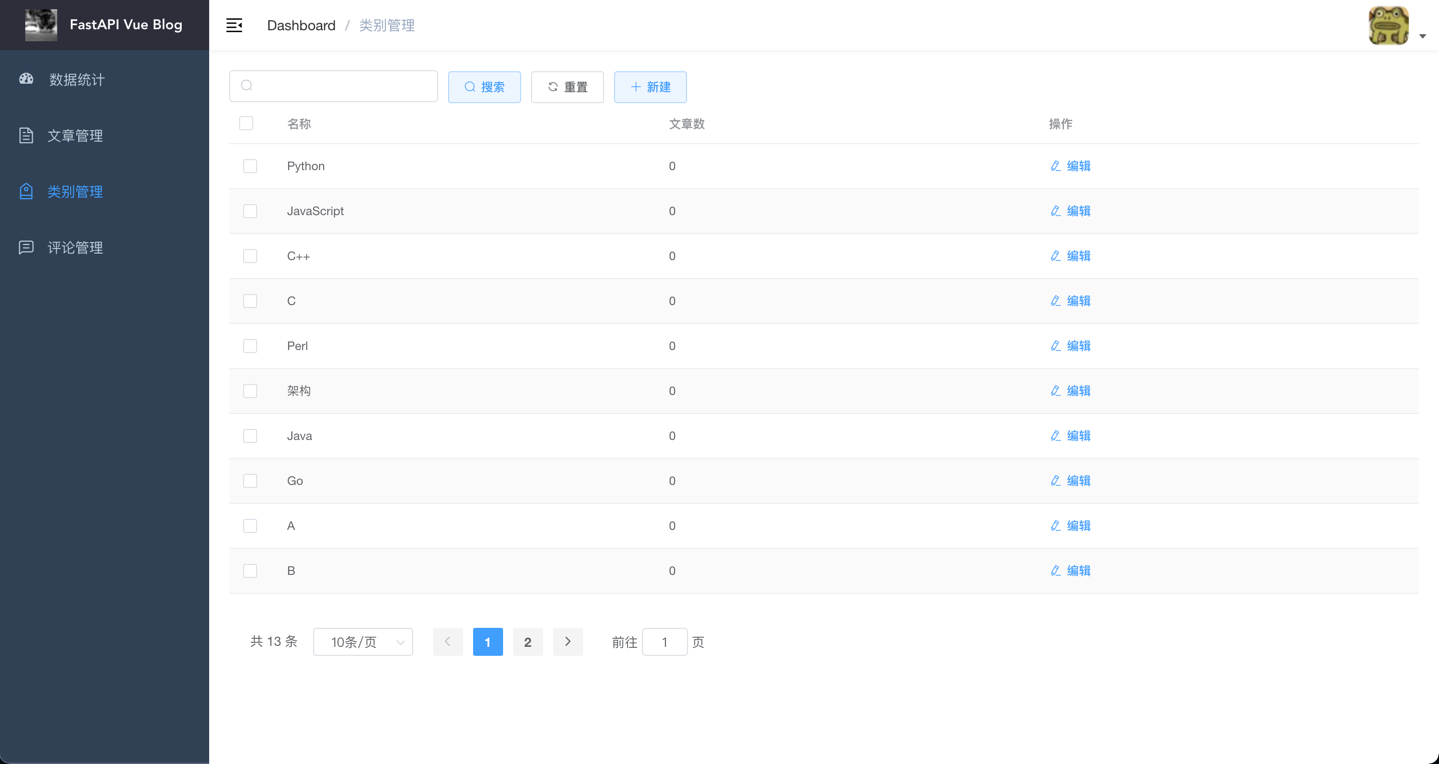 FastAPI Vue Blog
Dashboard / 类别管理
数据统计
文章管理
类别管理
评论管理
搜索 重置 新建
名称 文章数 操作
Python 0 编辑
JavaScript 0 编辑
C++ 0 编辑
C 0 编辑
Perl 0 编辑
架构 0 编辑
Java 0 编辑
Go 0 编辑
A 0 编辑
B 0 编辑
共 13 条 10条/页 1 2 前往 1 页